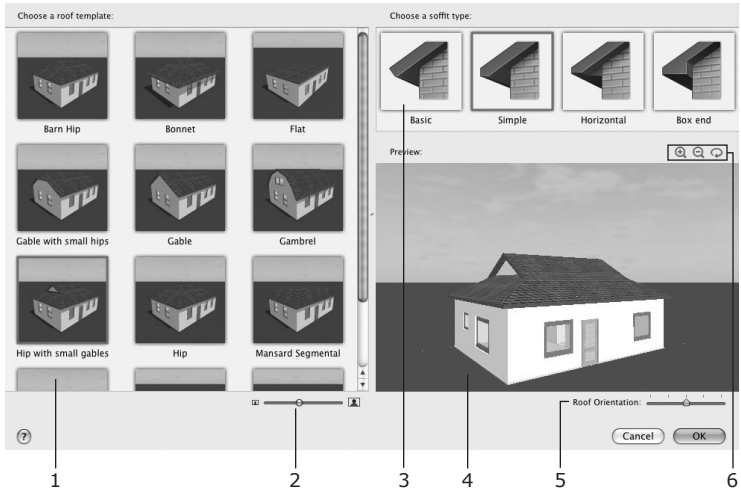 Choose a roof template:
Barn Hip
Bonnet
Flat
Gable with small hips
Gable
Gambrel
Hip with small gables
Hip
Mansard Segmental
?
Choose a soffit type:
Basic
Simple
Horizontal
Box end
Preview:
Roof Orientation:
Cancel
OK
1
2
3
4
5
6